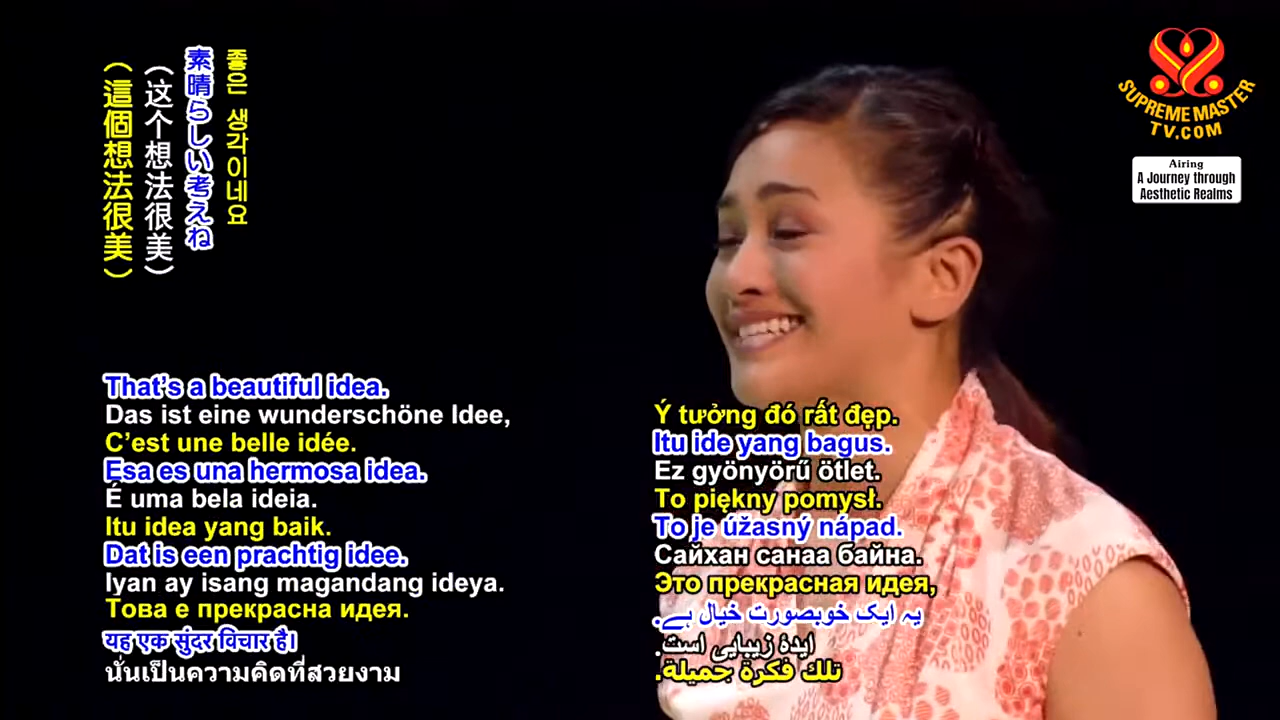 좋은 생각이네요
素晴らしい考えね
（这个想法很美）
（這個想法很美）
SUPREME MASTER
TV.COM
Airing
A Journey through
Aesthetic Realms
That's a beautiful idea.
Das ist eine wunderschöne Idee,
C'est une belle idée.
Esa es una hermosa idea.
É uma bela ideia.
Itu idea yang baik.
Dat is een prachtig idee.
Iyan ay isang magandang ideya.
Това е прекрасна идея.
यह एक सुंदर विचार है।
นั่นเป็นความคิดที่สวยงาม
Ý tưởng đó rất đẹp.
Itu ide yang bagus.
Ez gyönyörű ötlet.
To piękny pomysł.
To je úžasný nápad.
Сайхан санаа байна.
Это прекрасная идея,
یہ ایک خوبصورت خیال ہے.
ایدهٔ زیبایی است.
تلك فكرة جميلة.